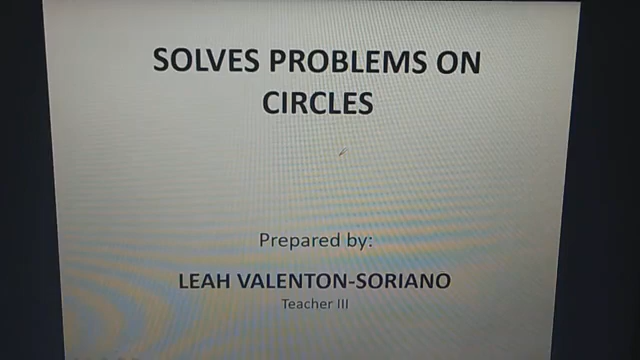 SOLVES PROBLEMS ON
CIRCLES
Prepared by:
LEAH VALENTON-SORIANO
Teacher III